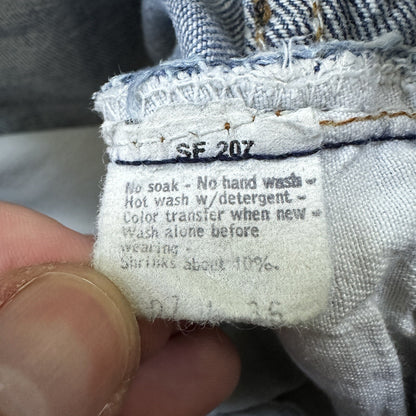 SF 207
No soak - No hand wash -
Hot wash w/detergent -
Color transfer when new -
Wash alone before
wearing -
Shrinks about 10%.
36